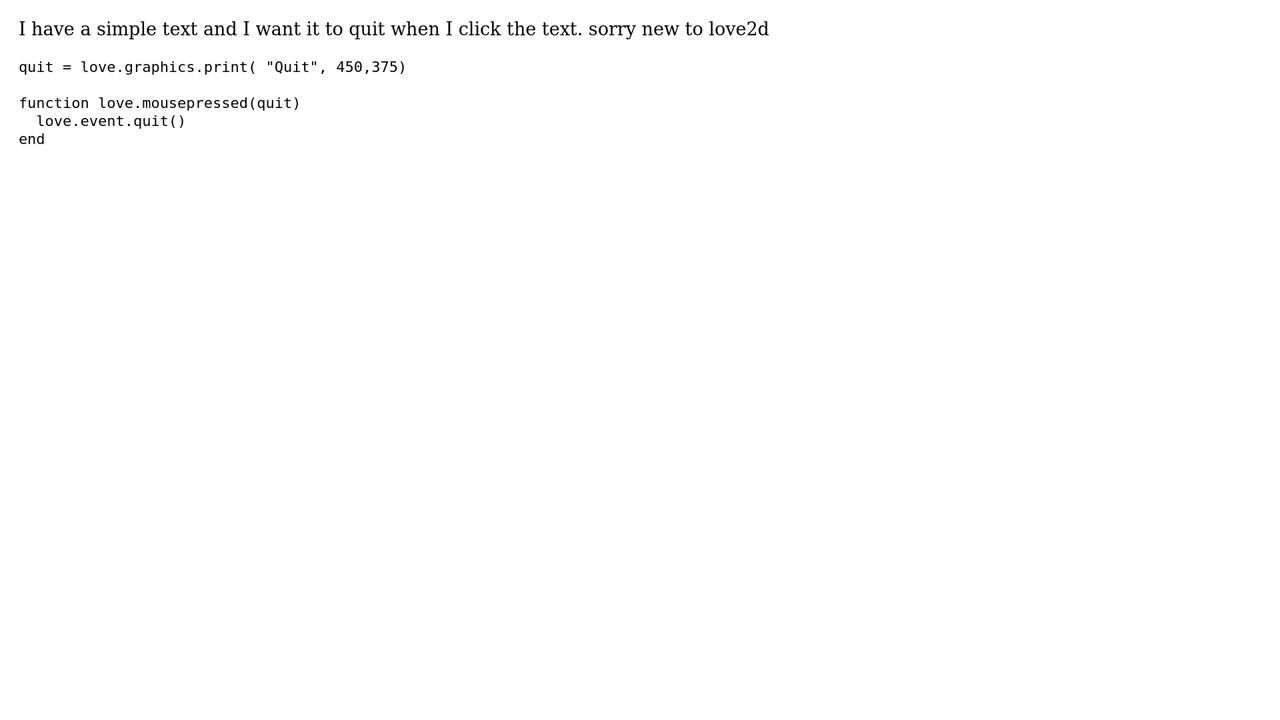 I have a simple text and I want it to quit when I click the text. sorry new to love2d
quit = love.graphics.print( "Quit", 450,375)
function love.mousepressed(quit)
  love.event.quit()
end